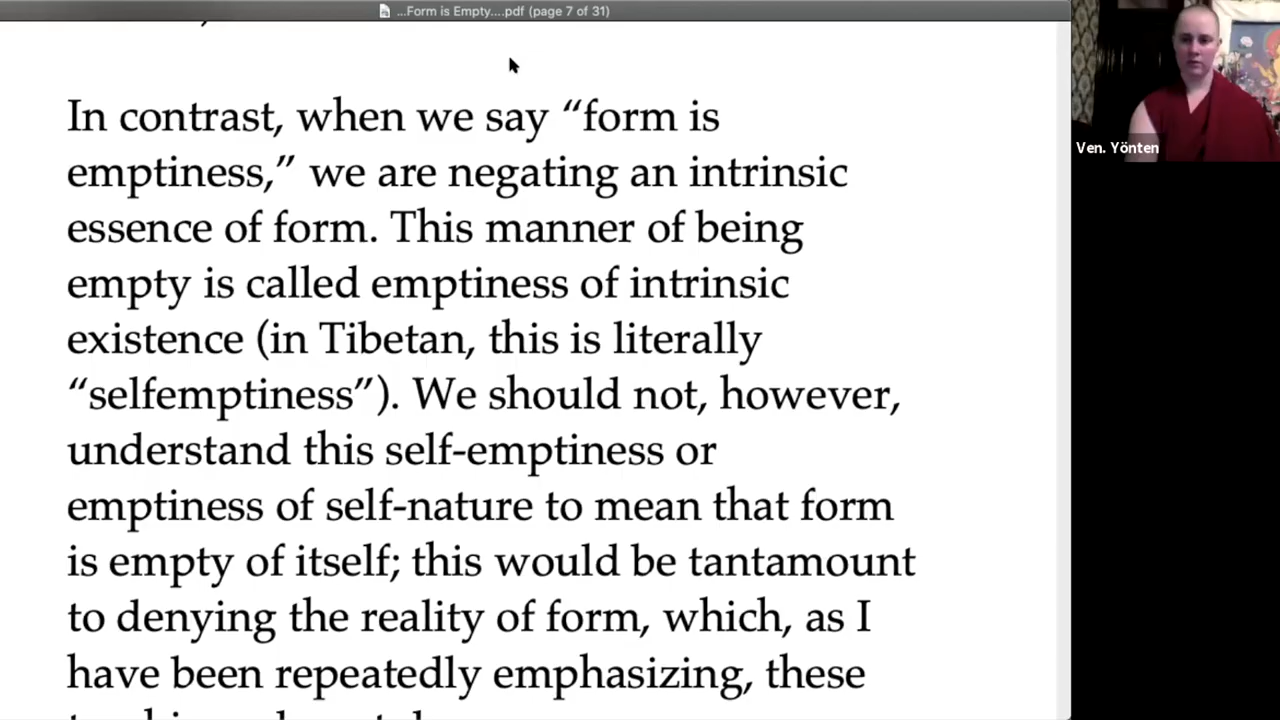 ...Form is Empty....pdf (page 7 of 31)
In contrast, when we say “form is
emptiness,” we are negating an intrinsic
essence of form. This manner of being
empty is called emptiness of intrinsic
existence (in Tibetan, this is literally
“selfemptiness”). We should not, however,
understand this self-emptiness or
emptiness of self-nature to mean that form
is empty of itself; this would be tantamount
to denying the reality of form, which, as I
have been repeatedly emphasizing, these
Ven. Yönten